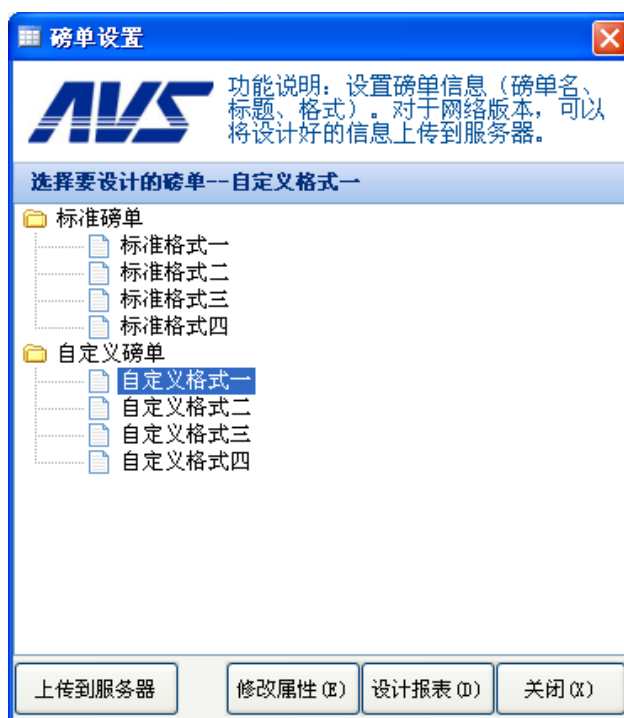 磅单设置
AVS
功能说明：设置磅单信息（磅单名、
标题、格式）。对于网络版本，可以
将设计好的信息上传到服务器。
选择要设计的磅单--自定义格式一
标准磅单
标准格式一
标准格式二
标准格式三
标准格式四
自定义磅单
自定义格式一
自定义格式二
自定义格式三
自定义格式四
上传到服务器
修改属性(E)
设计报表(D)
关闭(X)